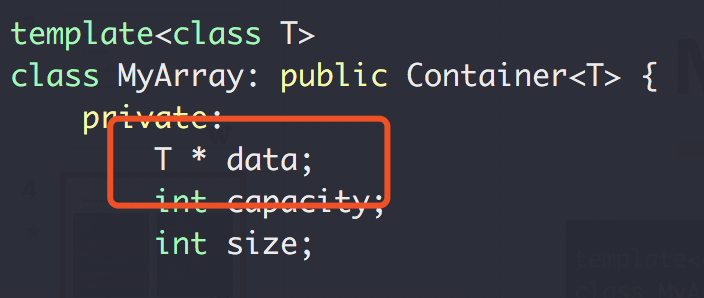 template<class T>
class MyArray: public Container<T> {
private:
T * data;
int capacity;
int size;